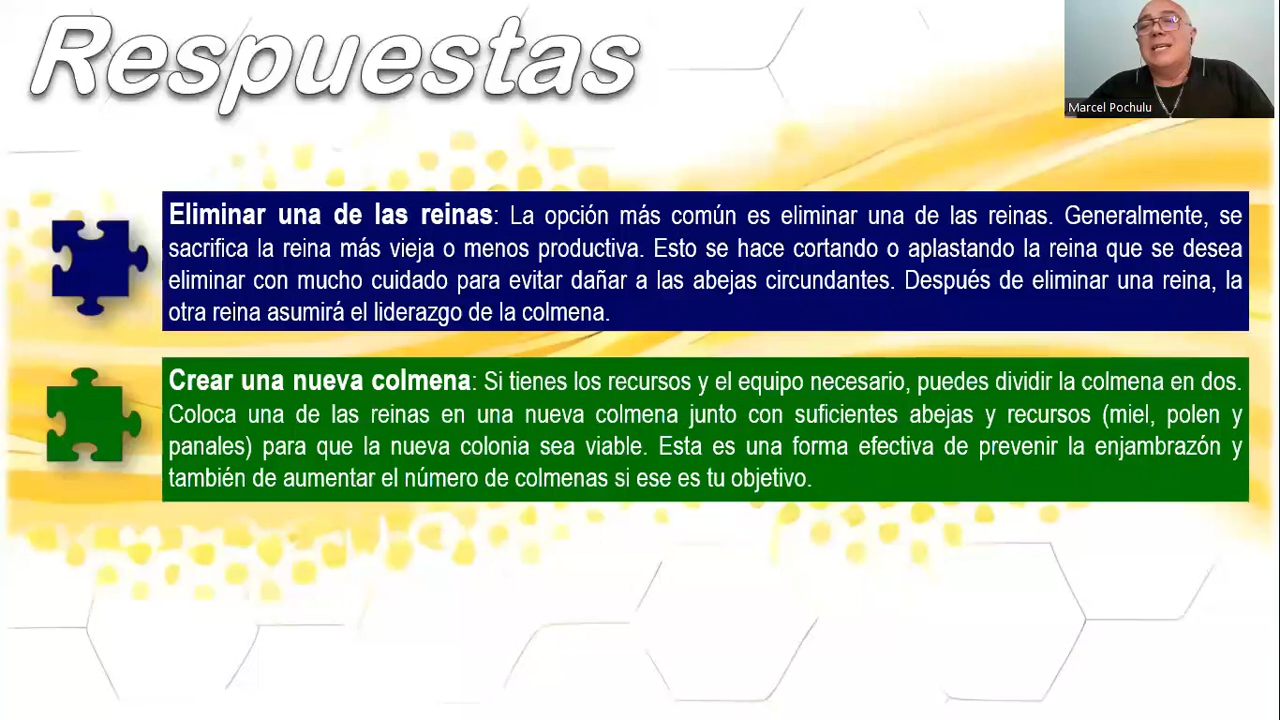 Respuestas
Marcel Pochulu
Eliminar una de las reinas: La opción más común es eliminar una de las reinas. Generalmente, se
sacrifica la reina más vieja o menos productiva. Esto se hace cortando o aplastando la reina que se desea
eliminar con mucho cuidado para evitar dañar a las abejas circundantes. Después de eliminar una reina, la
otra reina asumirá el liderazgo de la colmena.
Crear una nueva colmena: Si tienes los recursos y el equipo necesario, puedes dividir la colmena en dos.
Coloca una de las reinas en una nueva colmena junto con suficientes abejas y recursos (miel, polen y
panales) para que la nueva colonia sea viable. Esta es una forma efectiva de prevenir la enjambrazón y
también de aumentar el número de colmenas si ese es tu objetivo.